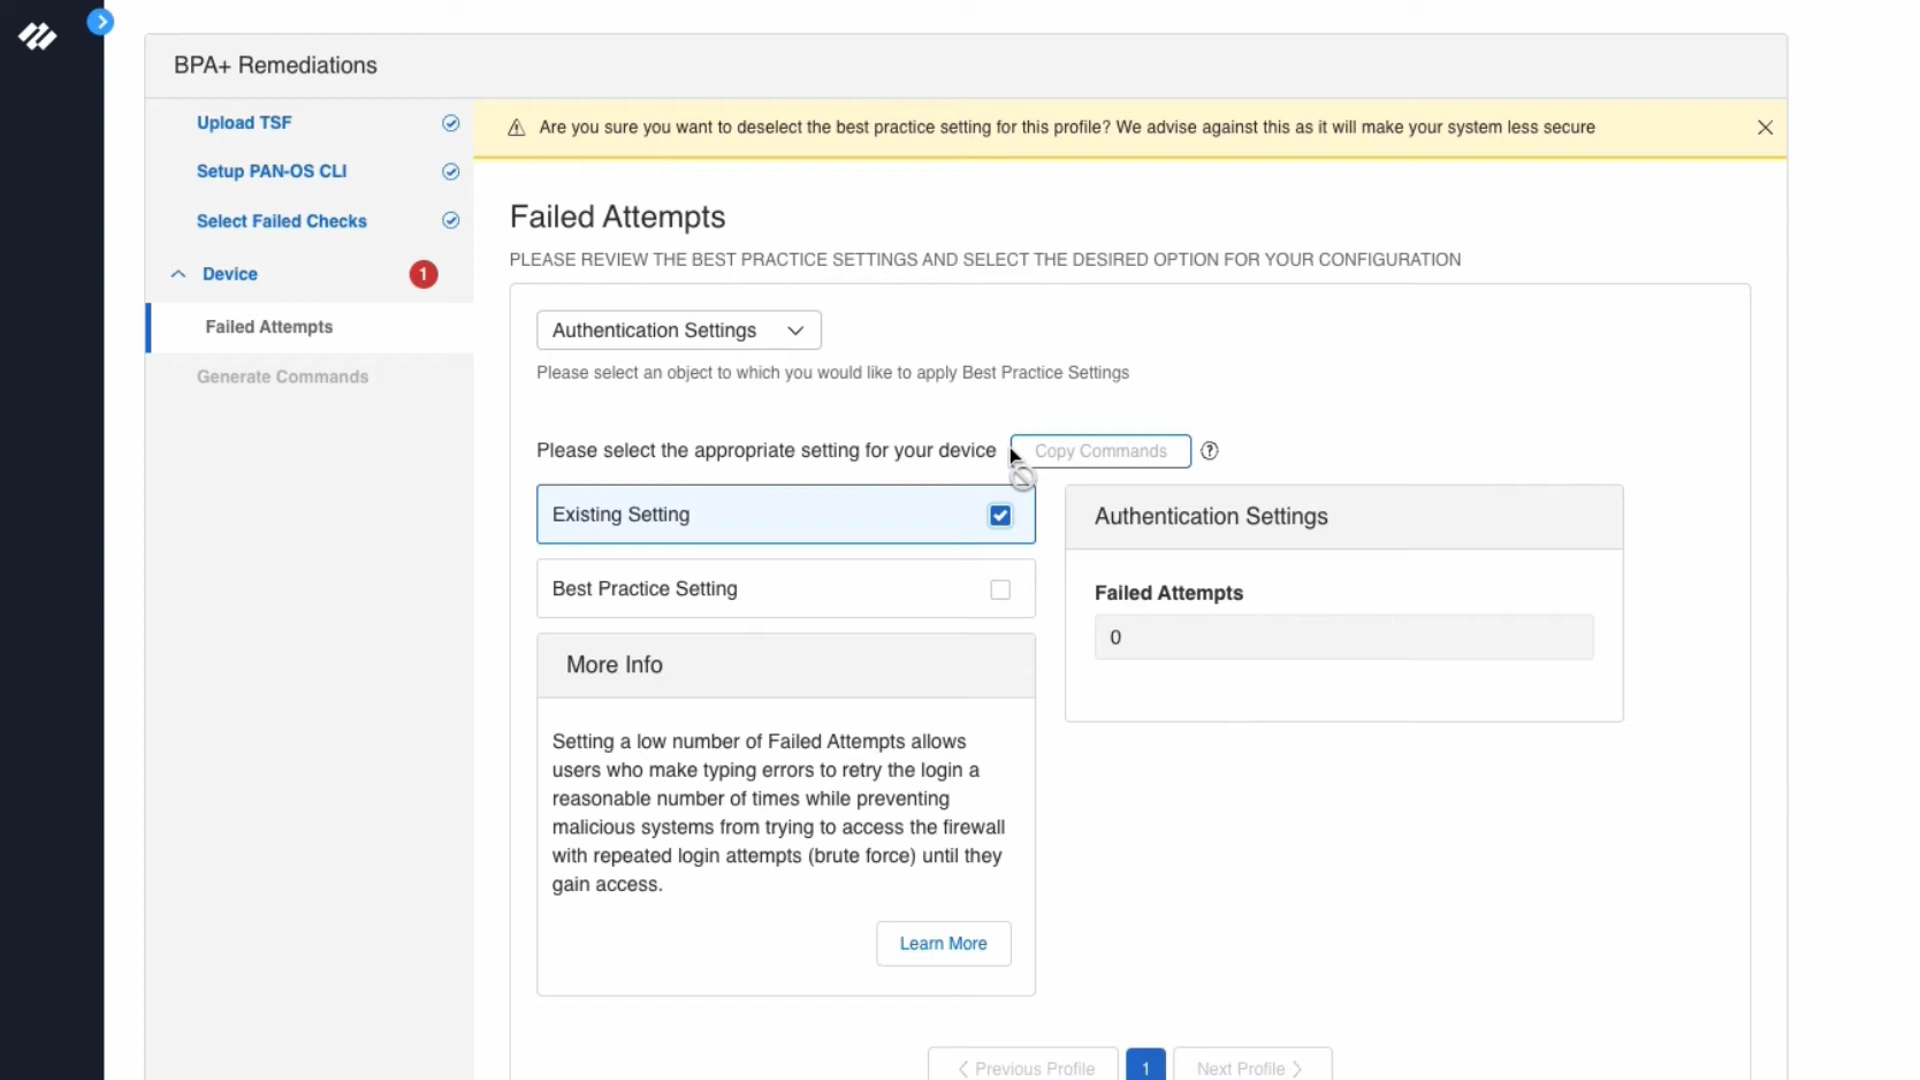 BPA+ Remediations
Upload TSF
Setup PAN-OS CLI
Select Failed Checks
Device
1
Failed Attempts
Generate Commands
Are you sure you want to deselect the best practice setting for this profile? We advise against this as it will make your system less secure
Failed Attempts
PLEASE REVIEW THE BEST PRACTICE SETTINGS AND SELECT THE DESIRED OPTION FOR YOUR CONFIGURATION
Authentication Settings
Please select an object to which you would like to apply Best Practice Settings
Please select the appropriate setting for your device
Copy Commands
?
Existing Setting
Best Practice Setting
More Info
Setting a low number of Failed Attempts allows
users who make typing errors to retry the login a
reasonable number of times while preventing
malicious systems from trying to access the firewall
with repeated login attempts (brute force) until they
gain access.
Learn More
Authentication Settings
Failed Attempts
0
Previous Profile
1
Next Profile